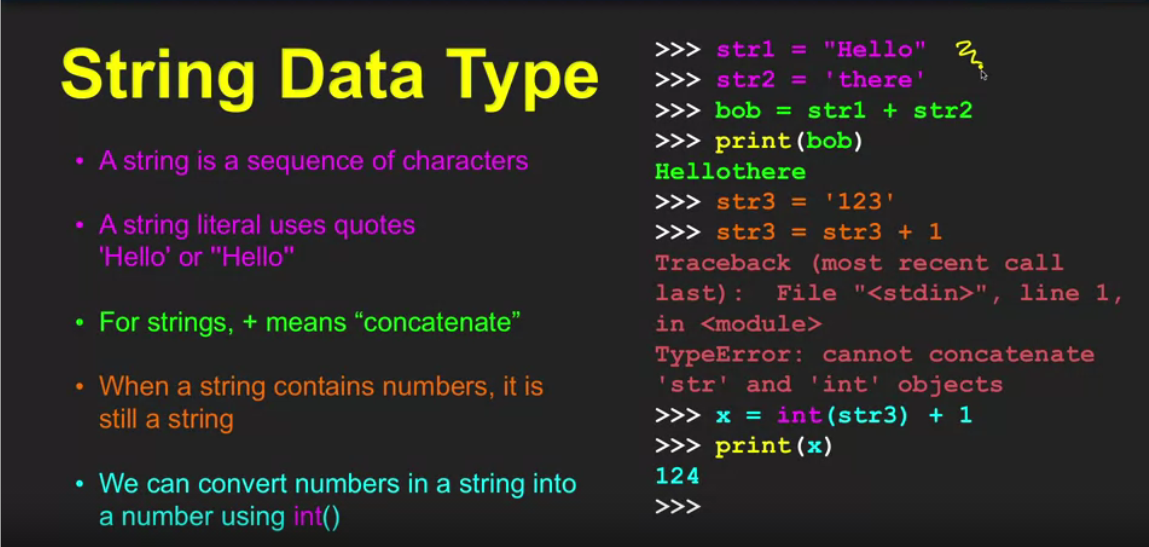 String Data Type
• A string is a sequence of characters
• A string literal uses quotes
'Hello' or "Hello"
• For strings, + means “concatenate”
• When a string contains numbers, it is
still a string
• We can convert numbers in a string into
a number using int()
>>> str1 = "Hello"
>>> str2 = 'there'
>>> bob = str1 + str2
>>> print(bob)
Hellothere
>>> str3 = '123'
>>> str3 = str3 + 1
Traceback (most recent call
last):  File "<stdin>", line 1,
in <module>
TypeError: cannot concatenate
'str' and 'int' objects
>>> x = int(str3) + 1
>>> print(x)
124
>>>